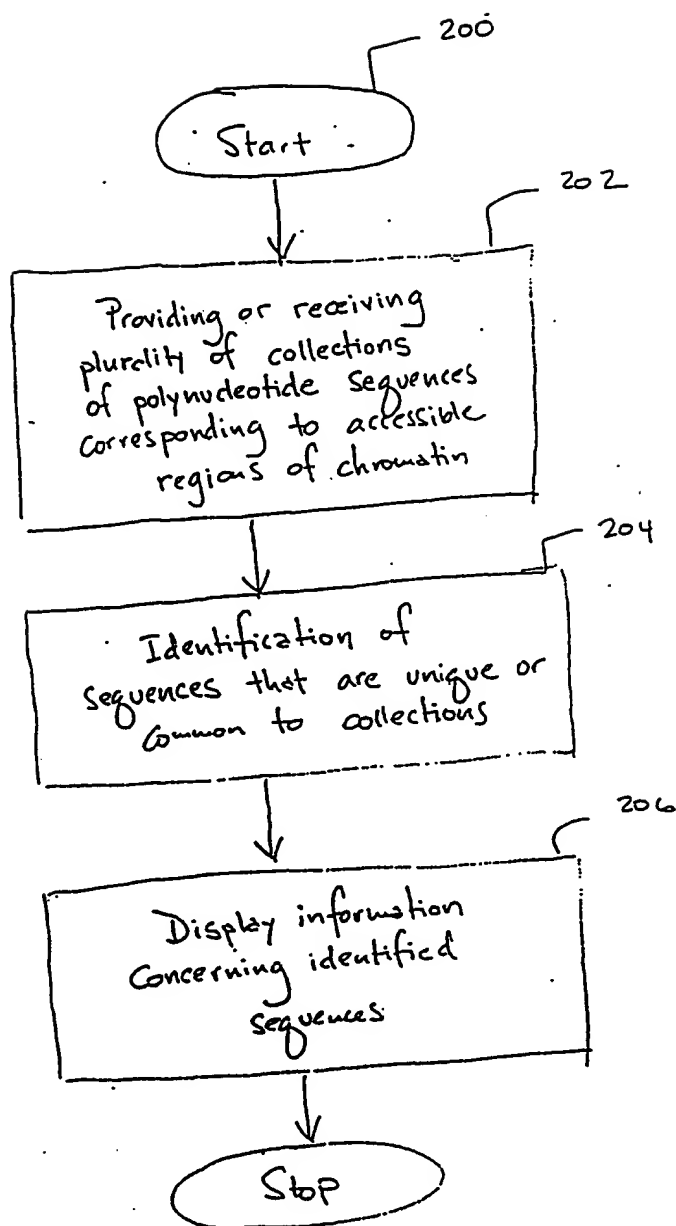 200
Start
202
Providing or receiving
plurality of collections
of polynucleotide sequences
corresponding to accessible
regions of chromatin
204
Identification of
sequences that are unique or
common to collections
206
Display information
concerning identified
sequences
Stop